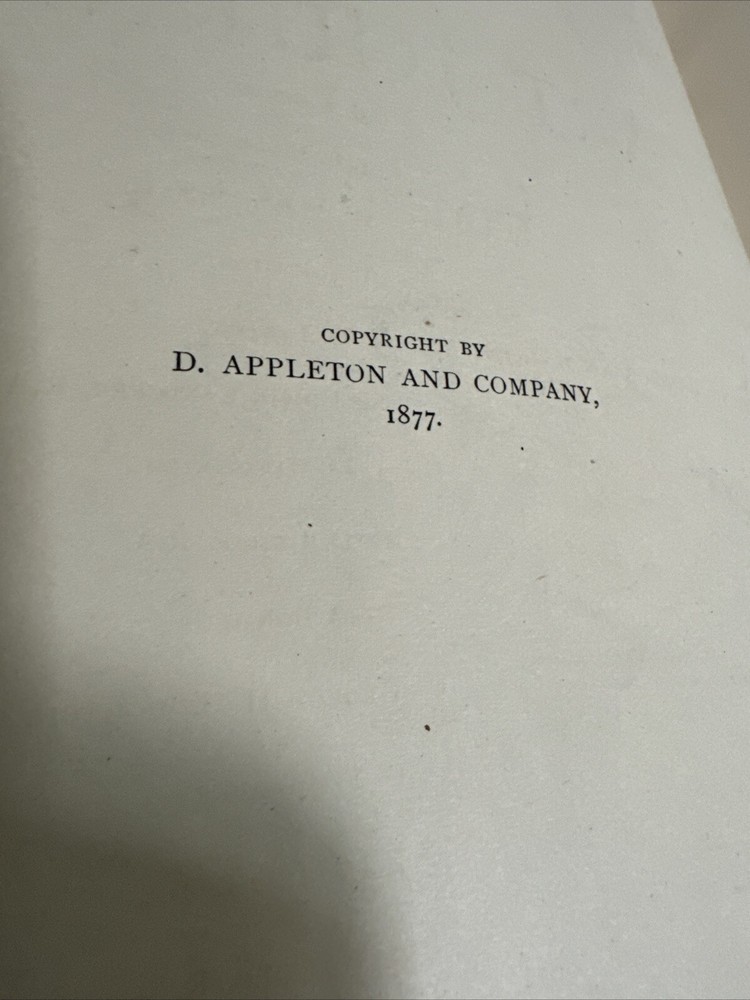 COPYRIGHT BY
D. APPLETON AND COMPANY,
1877.